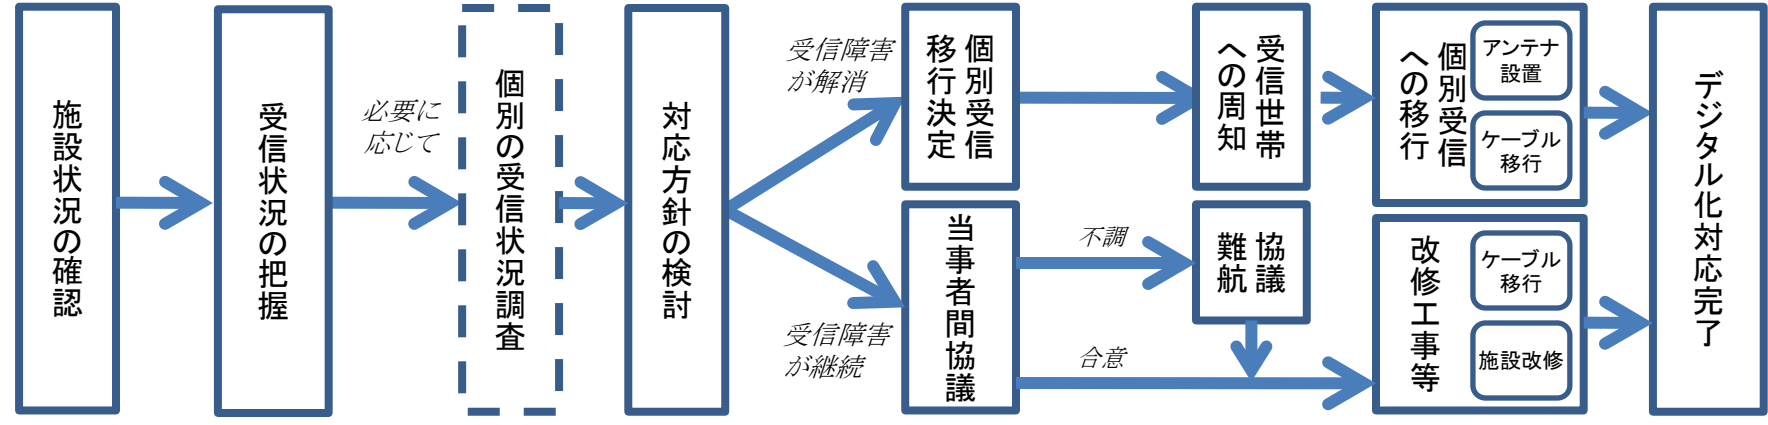 施設状況の確認
受信状況の把握
必要に
応じて
個別の受信状況調査
対応方針の検討
受信障害
が解消
個別受信
移行決定
受信世帯
への周知
個別受信
への移行
アンテナ
設置
ケーブル
移行
受信障害
が継続
当事者間協議
不調
協議
難航
合意
改修工事等
ケーブル
移行
施設改修
デジタル化対応完了